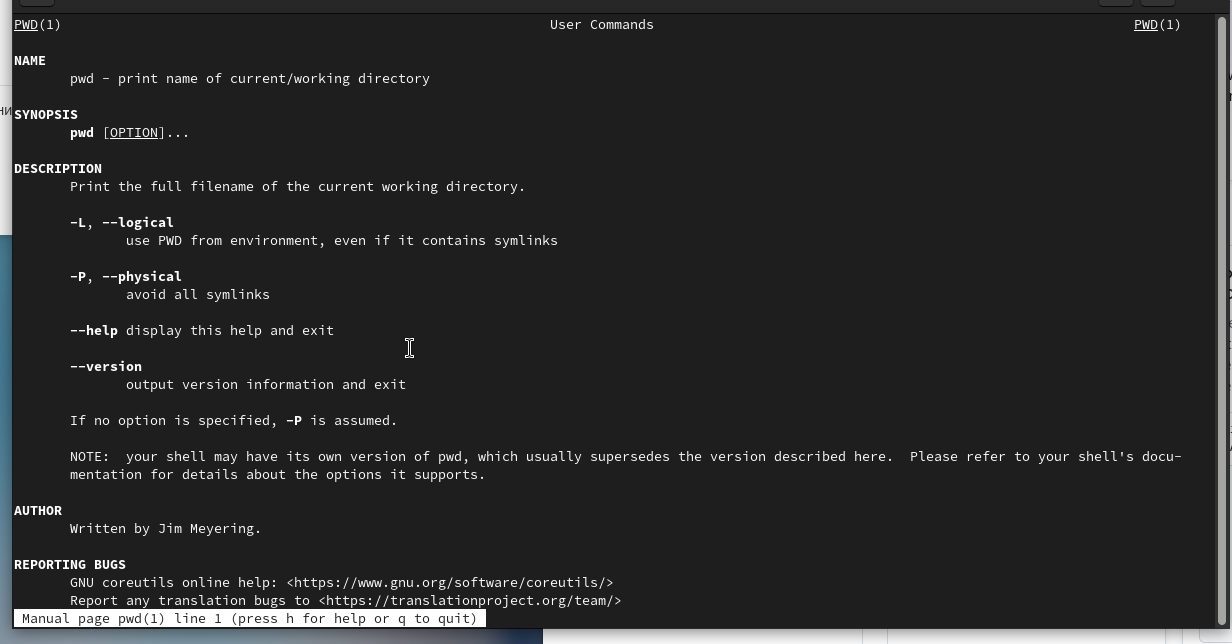 PWD(1) User Commands PWD(1)
NAME
pwd - print name of current/working directory
SYNOPSIS
pwd [OPTION]...
DESCRIPTION
Print the full filename of the current working directory.
-L, --logical
use PWD from environment, even if it contains symlinks
-P, --physical
avoid all symlinks
--help display this help and exit
--version
output version information and exit
If no option is specified, -P is assumed.
NOTE:  your shell may have its own version of pwd, which usually supersedes the version described here.  Please refer to your shell's docu-
mentation for details about the options it supports.
AUTHOR
Written by Jim Meyering.
REPORTING BUGS
GNU coreutils online help: <https://www.gnu.org/software/coreutils/>
Report any translation bugs to <https://translationproject.org/team/>
Manual page pwd(1) line 1 (press h for help or q to quit)